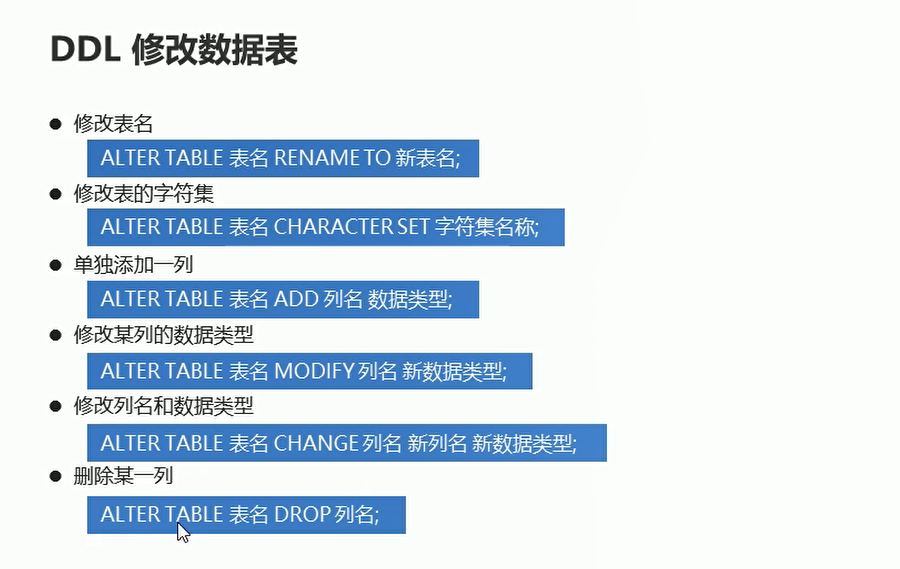 DDL 修改数据表
● 修改表名
ALTER TABLE 表名 RENAME TO 新表名;
● 修改表的字符集
ALTER TABLE 表名 CHARACTER SET 字符集名称;
● 单独添加一列
ALTER TABLE 表名 ADD 列名 数据类型;
● 修改某列的数据类型
ALTER TABLE 表名 MODIFY 列名 新数据类型;
● 修改列名和数据类型
ALTER TABLE 表名 CHANGE 列名 新列名 新数据类型;
● 删除某一列
ALTER TABLE 表名 DROP 列名;